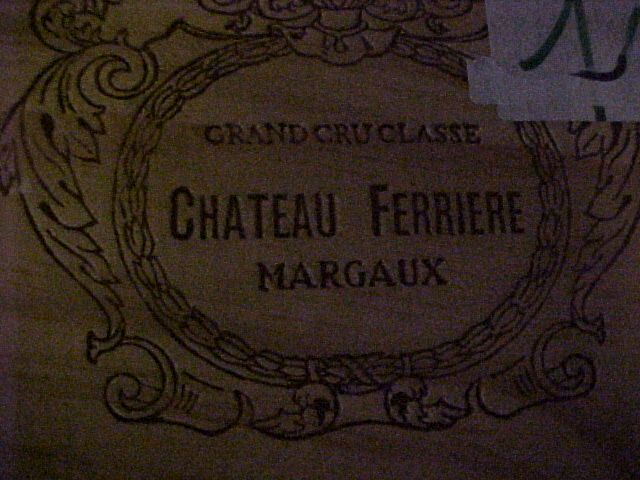 GRAND CRU CLASSE
CHATEAU FERRIERE
MARGAUX